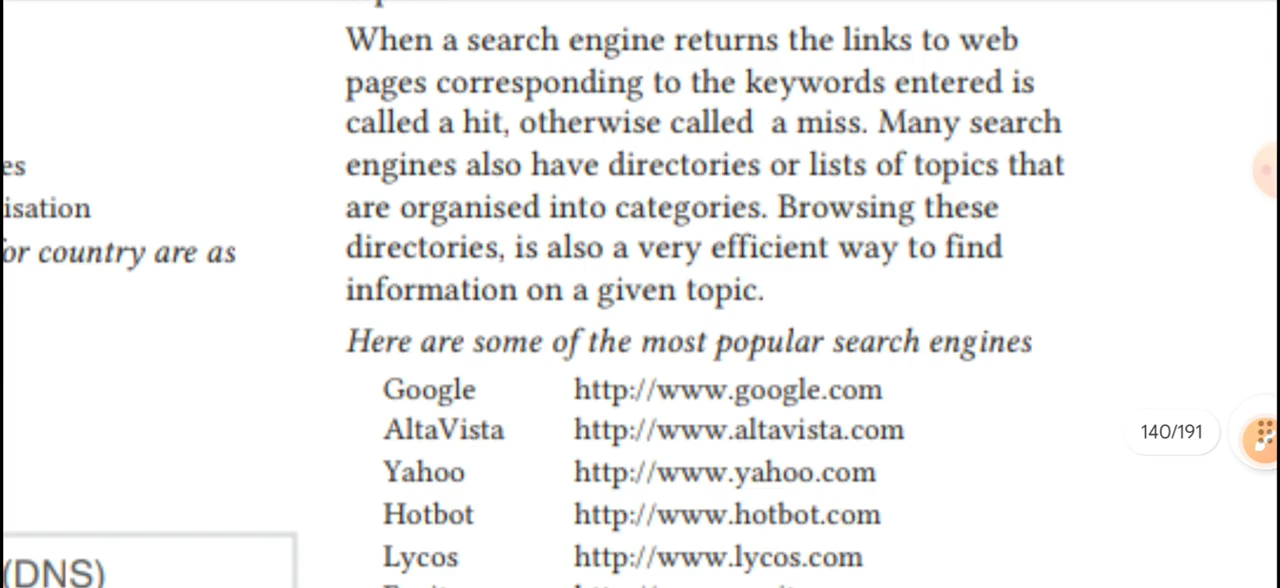 When a search engine returns the links to web
pages corresponding to the keywords entered is
called a hit, otherwise called a miss. Many search
engines also have directories or lists of topics that
are organised into categories. Browsing these
directories, is also a very efficient way to find
information on a given topic.
Here are some of the most popular search engines
Google http://www.google.com
AltaVista http://www.altavista.com
Yahoo http://www.yahoo.com
Hotbot http://www.hotbot.com
Lycos http://www.lycos.com
es
isation
or country are as
(DNS)
140/191